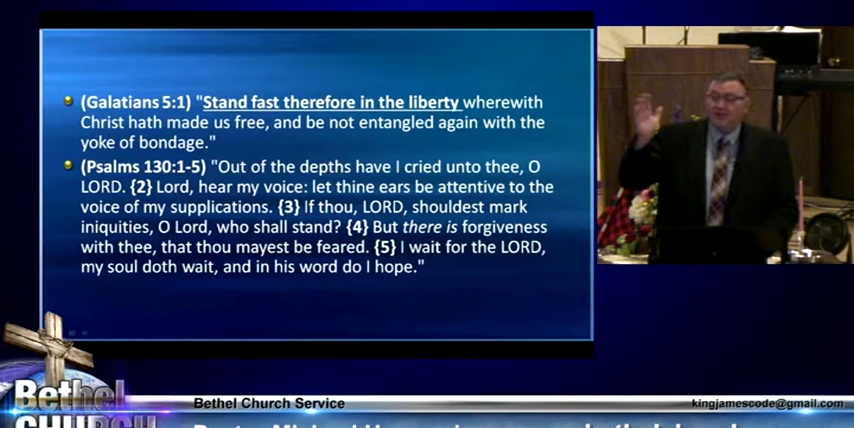 (Galatians 5:1) "Stand fast therefore in the liberty wherewith
Christ hath made us free, and be not entangled again with the
yoke of bondage."
(Psalms 130:1-5) "Out of the depths have I cried unto thee, O
LORD. {2} Lord, hear my voice: let thine ears be attentive to the
voice of my supplications. {3} If thou, LORD, shouldest mark
iniquities, O Lord, who shall stand? {4} But there is forgiveness
with thee, that thou mayest be feared. {5} I wait for the LORD,
my soul doth wait, and in his word do I hope."
Bethel
CHURCH
Bethel Church Service
kingjamescode@gmail.com